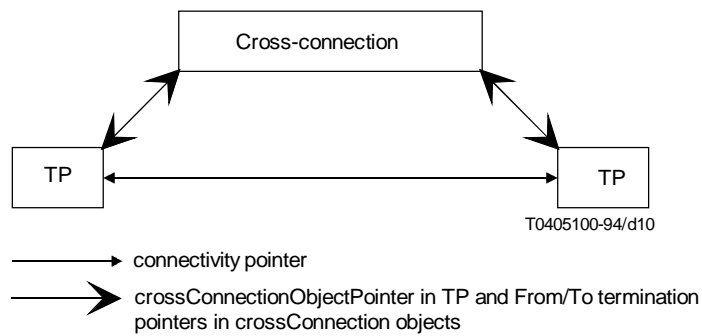 Cross-connection
TP
TP
T0405100-94/d10
connectivity pointer
crossConnectionObjectPointer in TP and From/To termination
pointers in crossConnection objects